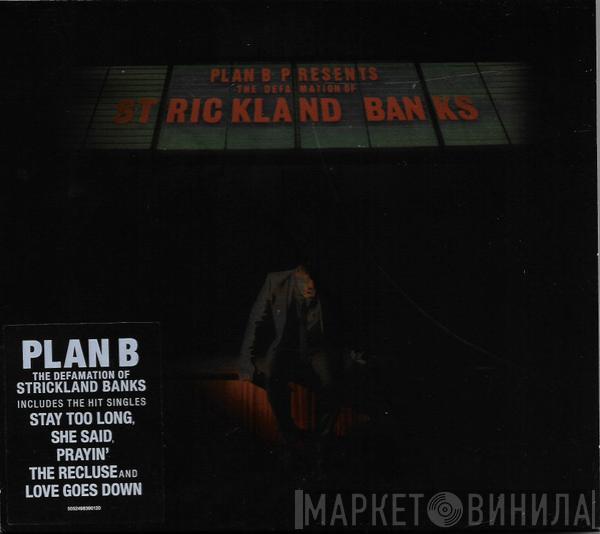 PLAN B PRESENTS
THE DEFAMATION OF
STRICKLAND BANKS
PLAN B
THE DEFAMATION OF
STRICKLAND BANKS
INCLUDES THE HIT SINGLES
STAY TOO LONG,
SHE SAID,
PRAYIN'
THE RECLUSE AND
LOVE GOES DOWN
5052498390120
МАРКЕТ ВИНИЛА